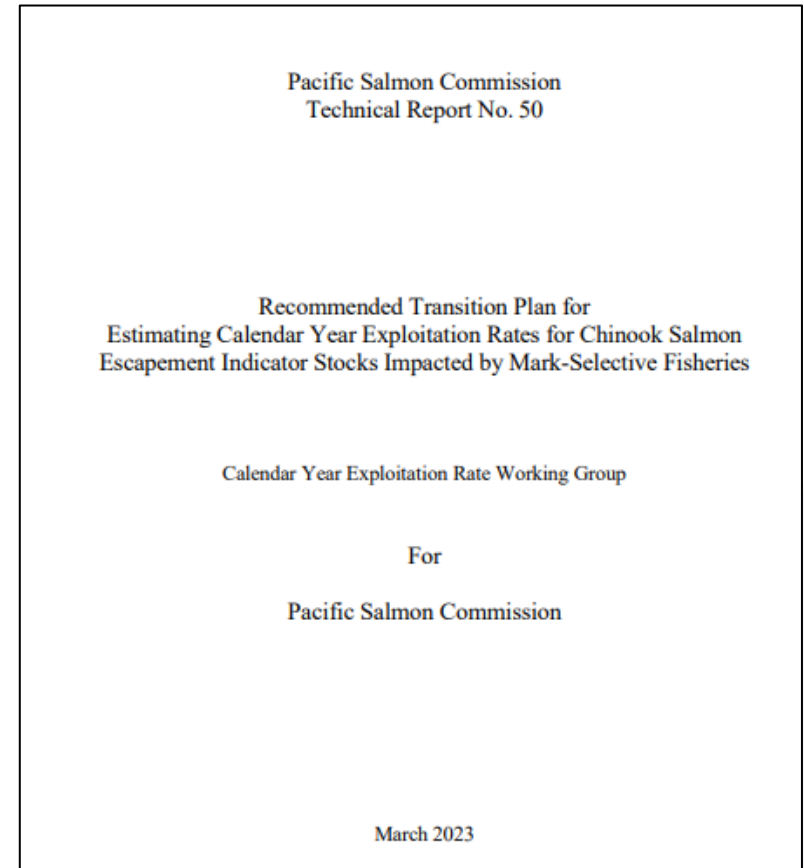 Pacific Salmon Commission
Technical Report No. 50
Recommended Transition Plan for
Estimating Calendar Year Exploitation Rates for Chinook Salmon
Escapement Indicator Stocks Impacted by Mark-Selective Fisheries
Calendar Year Exploitation Rate Working Group
For
Pacific Salmon Commission
March 2023